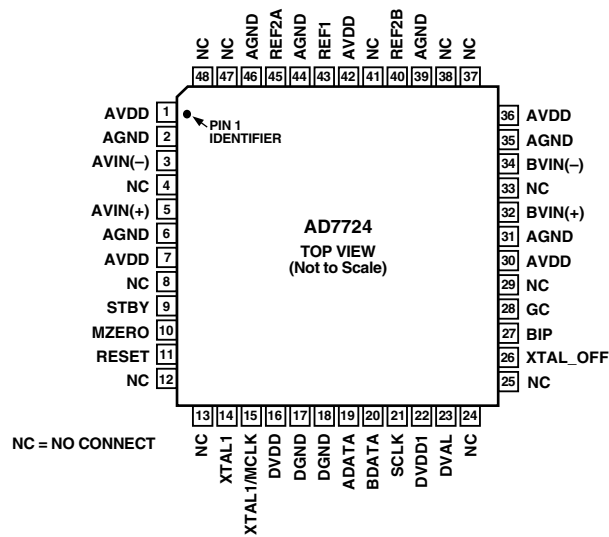 NC
NC
AGND
REF2A
AGND
REF1
AVDD
NC
REF2B
AGND
NC
NC
48 47 46 45 44 43 42 41 40 39 38 37
AVDD 1
AGND 2
AVIN(–) 3
NC 4
AVIN(+) 5
AGND 6
AVDD 7
NC 8
STBY 9
MZERO 10
RESET 11
NC 12
PIN 1
IDENTIFIER
AD7724
TOP VIEW
(Not to Scale)
36 AVDD
35 AGND
34 BVIN(–)
33 NC
32 BVIN(+)
31 AGND
30 AVDD
29 NC
28 GC
27 BIP
26 XTAL_OFF
25 NC
13 14 15 16 17 18 19 20 21 22 23 24
NC
XTAL1
XTAL1/MCLK
DVDD
DGND
DGND
ADATA
BDATA
SCLK
DVDD1
DVAL
NC
NC = NO CONNECT